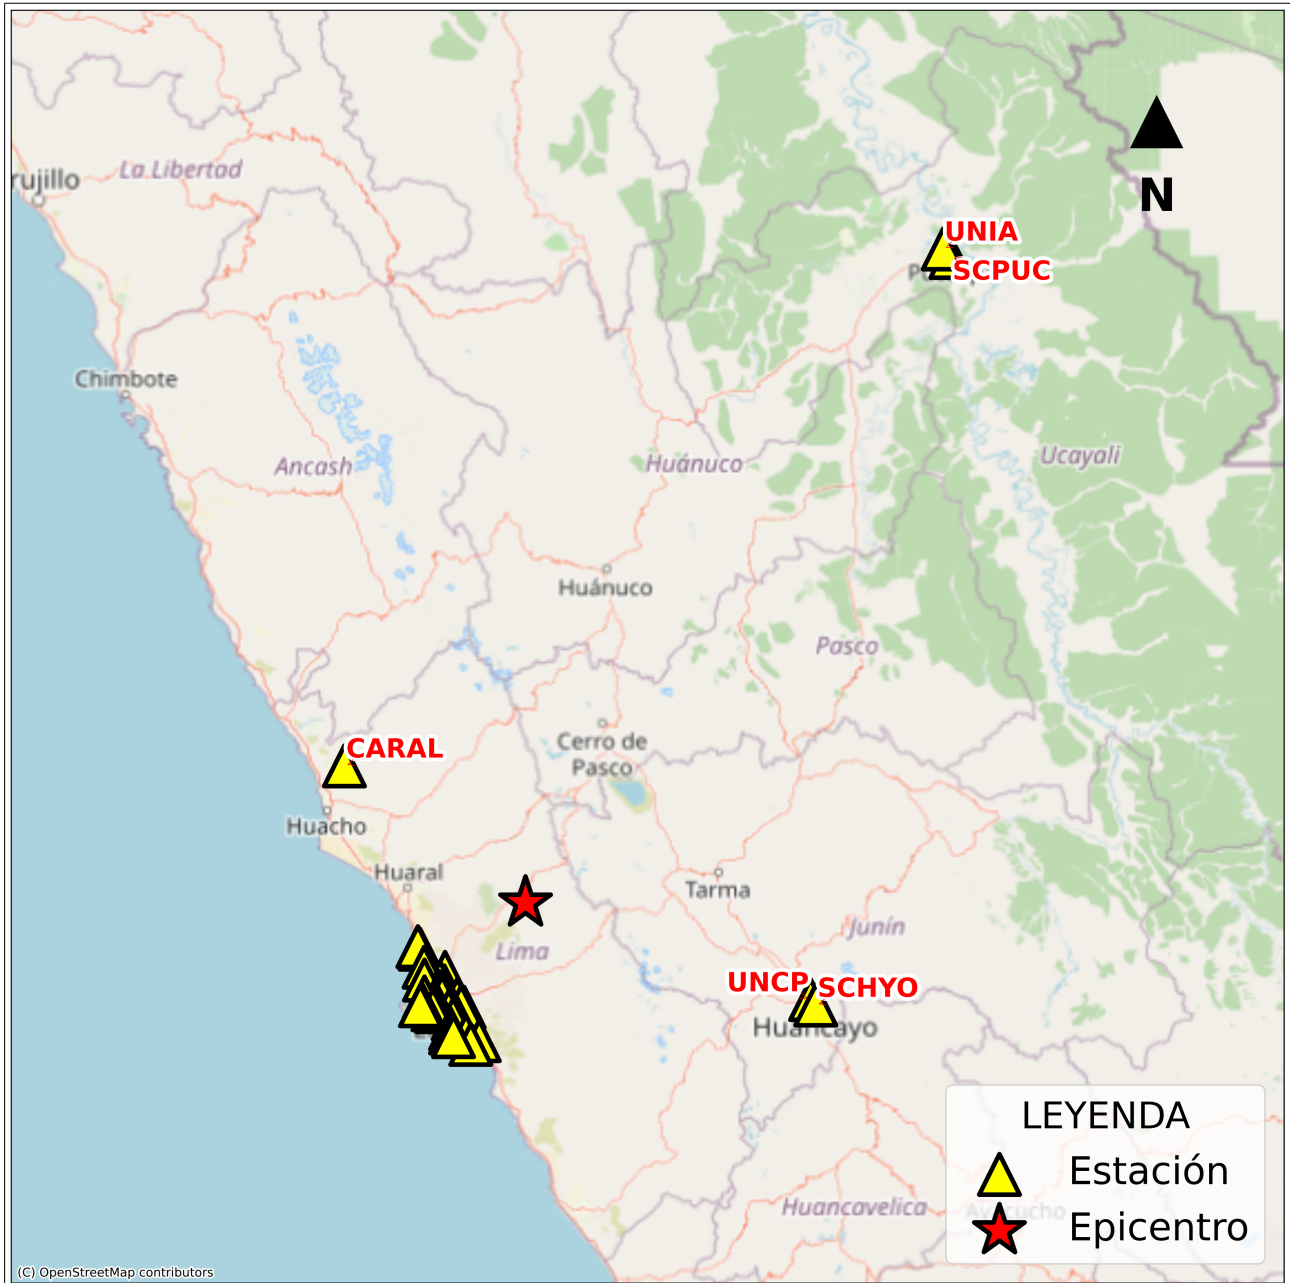 La Libertad
rujillo
N
UNIA
SCPUC
Chimbote
Ancash
Huánuco
Ucayali
Huánuco
Pasco
CARAL
Cerro de
Pasco
Huacho
Huaral
Tarma
Junín
Lima
UNCP
SCHYO
Huancayo
LEYENDA
Estación
Huancavelica
Ayacucho
Epicentro
(C) OpenStreetMap contributors